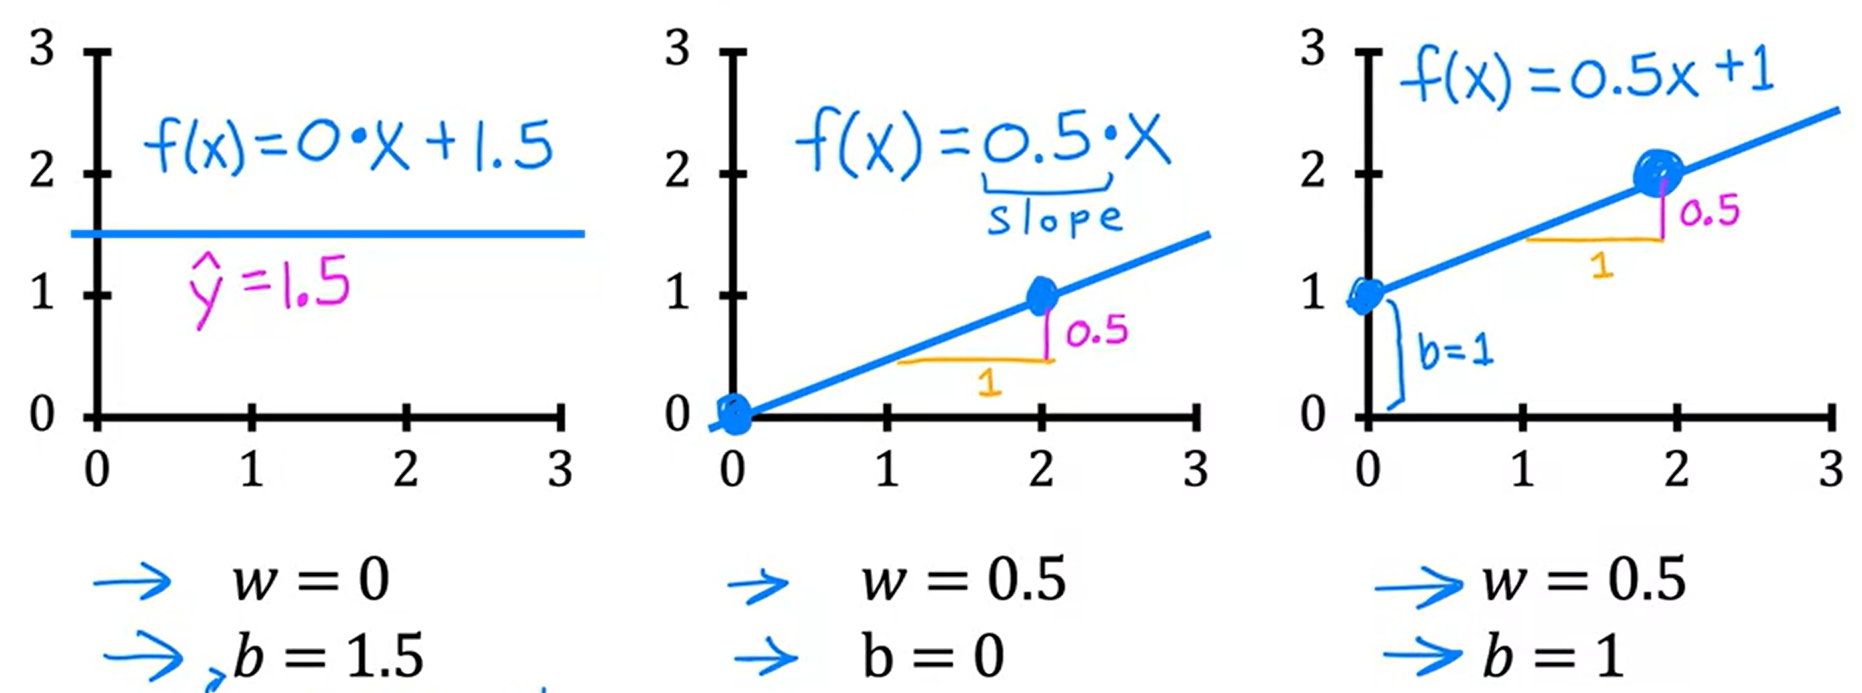 3
2
1
0
0 1 2 3
f(x)=0·x+1.5
ŷ=1.5
w = 0
b = 1.5
3
2
1
0
0 1 2 3
f(x)=0.5·x
slope
0.5
1
w = 0.5
b = 0
3
2
1
0
0 1 2 3
f(x)=0.5x+1
0.5
1
b=1
w = 0.5
b = 1